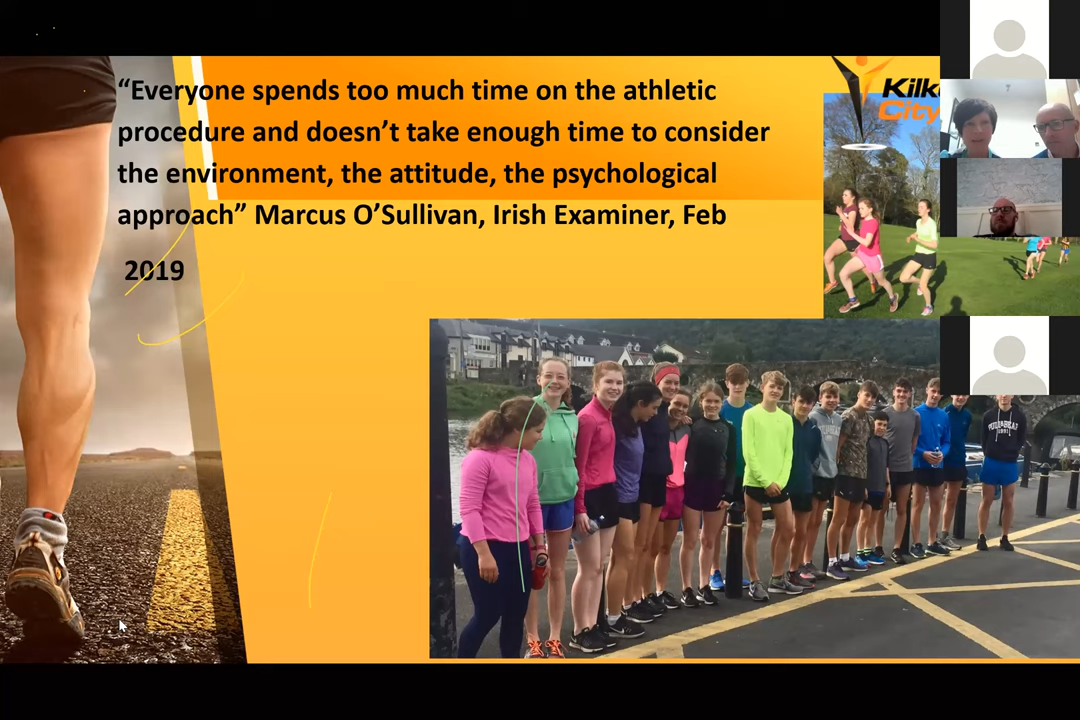 “Everyone spends too much time on the athletic
procedure and doesn’t take enough time to consider
the environment, the attitude, the psychological
approach” Marcus O’Sullivan, Irish Examiner, Feb
2019
City